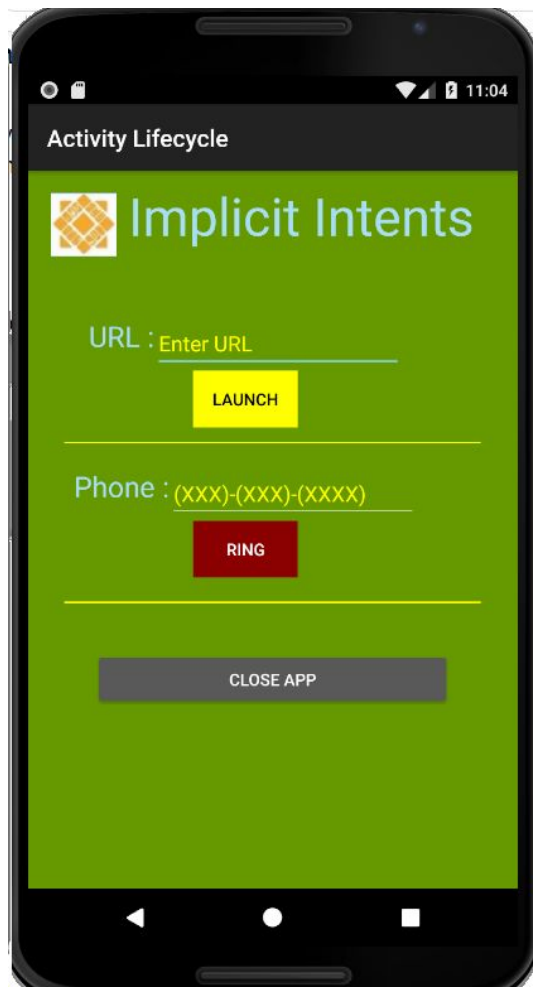 11:04
Activity Lifecycle
Implicit Intents
URL : Enter URL
LAUNCH
Phone : (XXX)-(XXX)-(XXXX)
RING
CLOSE APP